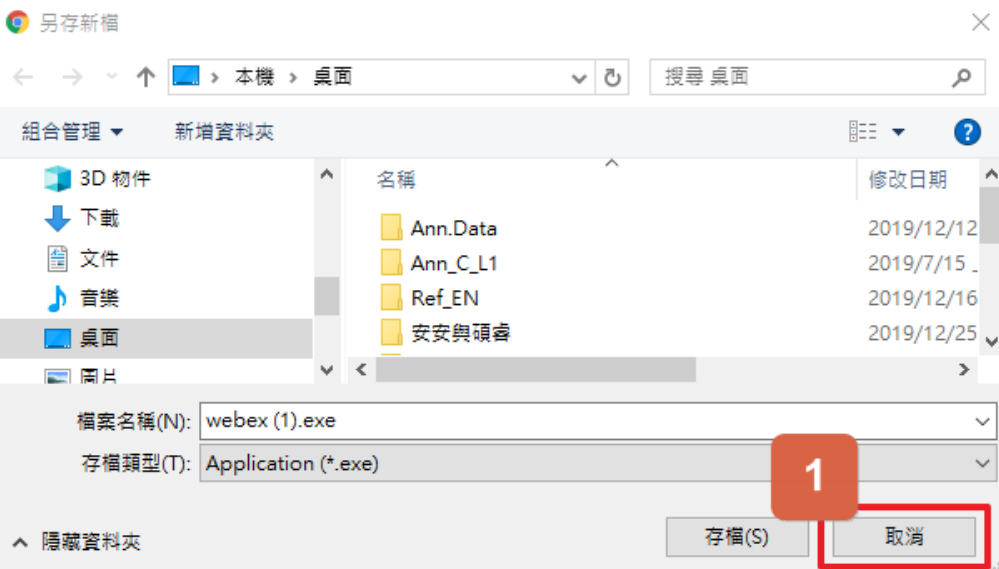 另存新檔
本機 桌面
搜尋 桌面
組合管理
新增資料夾
?
3D 物件
下載
文件
音樂
桌面
圖片
名稱
修改日期
Ann.Data
2019/12/12
Ann_C_L1
2019/7/15
Ref_EN
2019/12/16
安安與碩睿
2019/12/25
檔案名稱(N): webex (1).exe
存檔類型(T): Application (*.exe)
1
隱藏資料夾
存檔(S)
取消